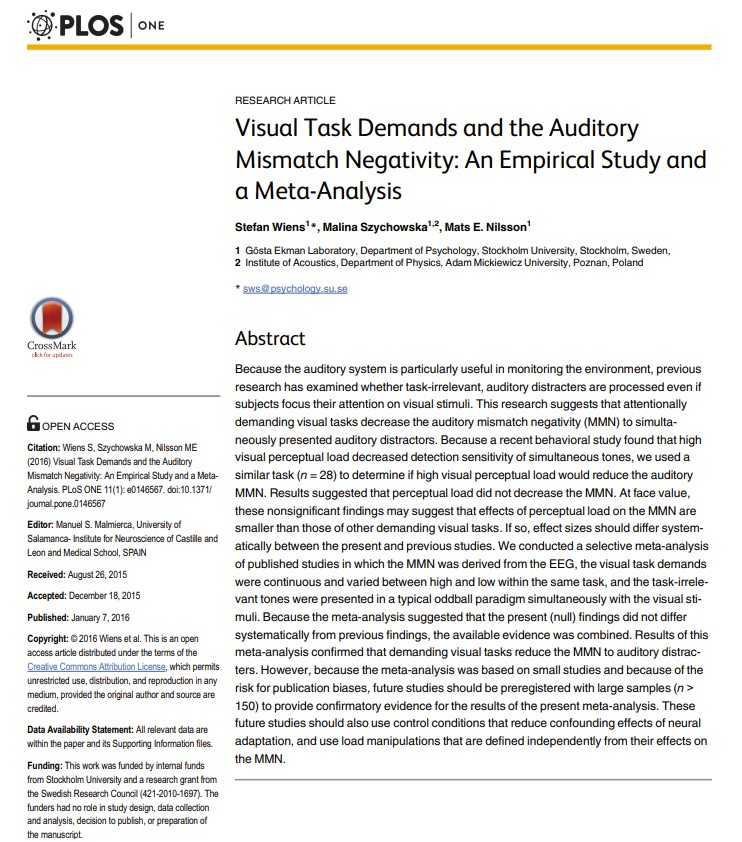 PLOS | ONE
RESEARCH ARTICLE
Visual Task Demands and the Auditory
Mismatch Negativity: An Empirical Study and
a Meta-Analysis
Stefan Wiens1*, Malina Szychowska1,2, Mats E. Nilsson1
1 Gösta Ekman Laboratory, Department of Psychology, Stockholm University, Stockholm, Sweden,
2 Institute of Acoustics, Department of Physics, Adam Mickiewicz University, Poznan, Poland
* sws@psychology.su.se
CrossMark
click for updates
OPEN ACCESS
Citation: Wiens S, Szychowska M, Nilsson ME
(2016) Visual Task Demands and the Auditory
Mismatch Negativity: An Empirical Study and a Meta-
Analysis. PLoS ONE 11(1): e0146567. doi:10.1371/
journal.pone.0146567
Editor: Manuel S. Malmierca, University of
Salamanca- Institute for Neuroscience of Castille and
Leon and Medical School, SPAIN
Received: August 26, 2015
Accepted: December 18, 2015
Published: January 7, 2016
Copyright: © 2016 Wiens et al. This is an open
access article distributed under the terms of the
Creative Commons Attribution License, which permits
unrestricted use, distribution, and reproduction in any
medium, provided the original author and source are
credited.
Data Availability Statement: All relevant data are
within the paper and its Supporting Information files.
Funding: This work was funded by internal funds
from Stockholm University and a research grant from
the Swedish Research Council (421-2010-1697). The
funders had no role in study design, data collection
and analysis, decision to publish, or preparation of
the manuscript.
Abstract
Because the auditory system is particularly useful in monitoring the environment, previous
research has examined whether task-irrelevant, auditory distracters are processed even if
subjects focus their attention on visual stimuli. This research suggests that attentionally
demanding visual tasks decrease the auditory mismatch negativity (MMN) to simulta-
neously presented auditory distractors. Because a recent behavioral study found that high
visual perceptual load decreased detection sensitivity of simultaneous tones, we used a
similar task (n = 28) to determine if high visual perceptual load would reduce the auditory
MMN. Results suggested that perceptual load did not decrease the MMN. At face value,
these nonsignificant findings may suggest that effects of perceptual load on the MMN are
smaller than those of other demanding visual tasks. If so, effect sizes should differ system-
atically between the present and previous studies. We conducted a selective meta-analysis
of published studies in which the MMN was derived from the EEG, the visual task demands
were continuous and varied between high and low within the same task, and the task-irrele-
vant tones were presented in a typical oddball paradigm simultaneously with the visual sti-
muli. Because the meta-analysis suggested that the present (null) findings did not differ
systematically from previous findings, the available evidence was combined. Results of this
meta-analysis confirmed that demanding visual tasks reduce the MMN to auditory distrac-
ters. However, because the meta-analysis was based on small studies and because of the
risk for publication biases, future studies should be preregistered with large samples (n >
150) to provide confirmatory evidence for the results of the present meta-analysis. These
future studies should also use control conditions that reduce confounding effects of neural
adaptation, and use load manipulations that are defined independently from their effects on
the MMN.